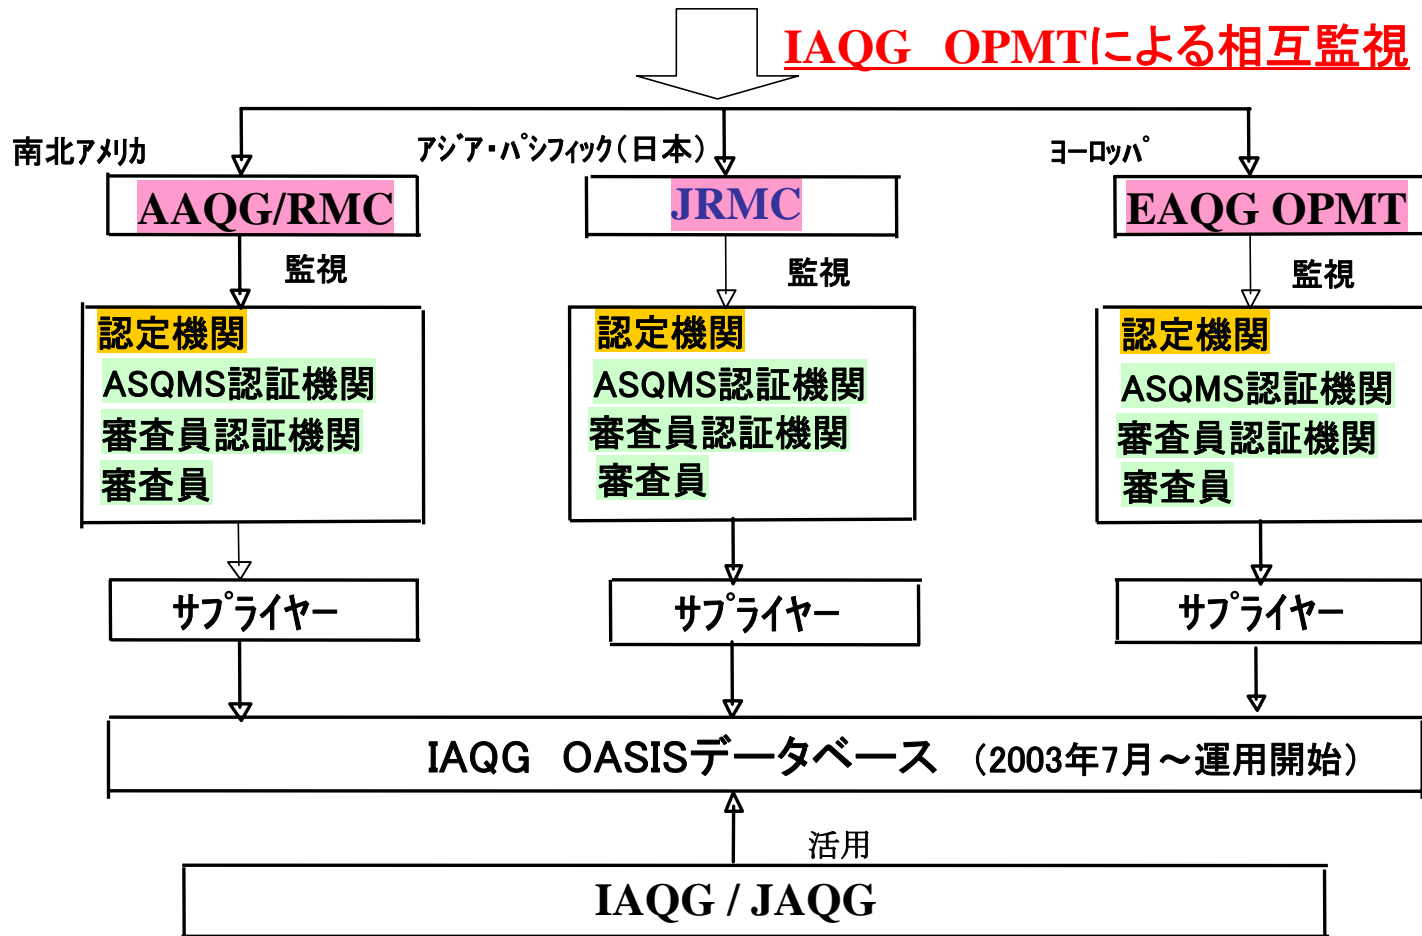 IAQG OPMTによる相互監視
南北アメリカ
アジア・パシフィック(日本)
ヨーロッパ
AAQG/RMC
JRMC
EAQG OPMT
監視
監視
監視
認定機関
ASQMS認証機関
審査員認証機関
審査員
認定機関
ASQMS認証機関
審査員認証機関
審査員
認定機関
ASQMS認証機関
審査員認証機関
審査員
サプライヤー
サプライヤー
サプライヤー
IAQG OASISデータベース (2003年7月~運用開始)
活用
IAQG / JAQG